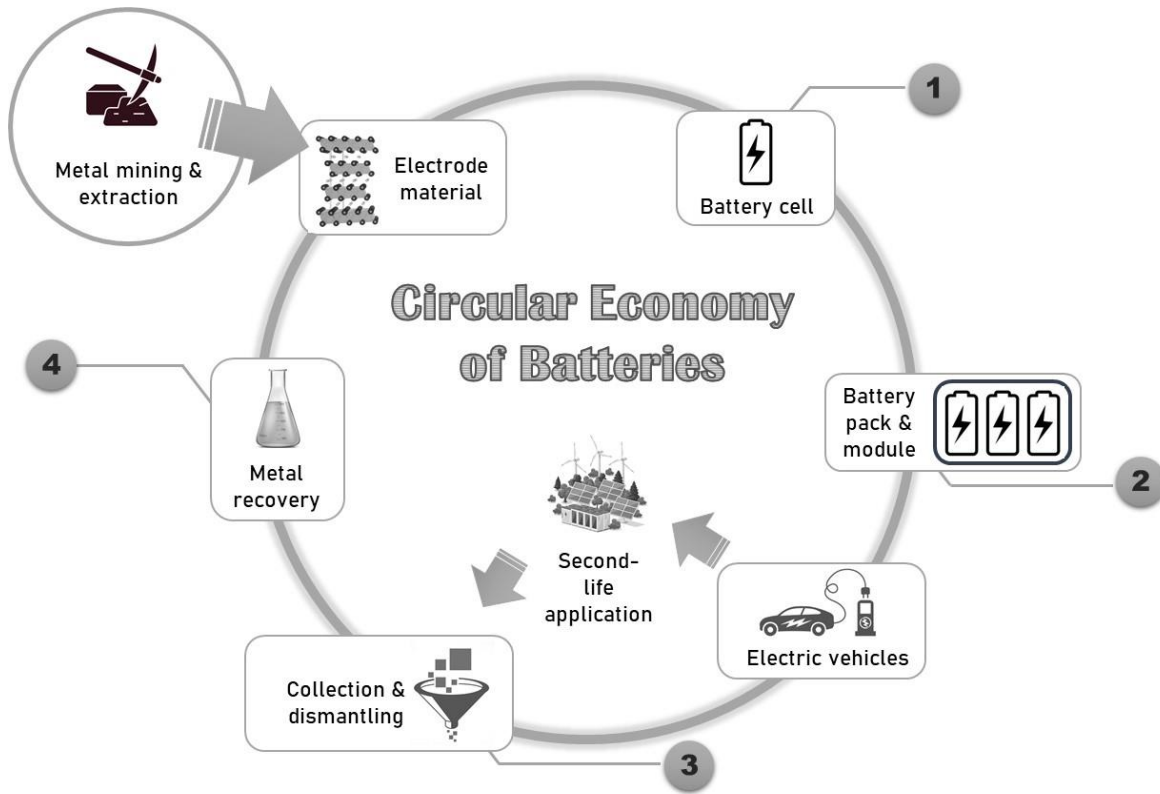 1
Metal mining &
extraction
Electrode
material
Battery cell
Circular Economy
of Batteries
4
Battery
pack &
module
Metal
recovery
2
Second-
life
application
Electric vehicles
Collection &
dismantling
3